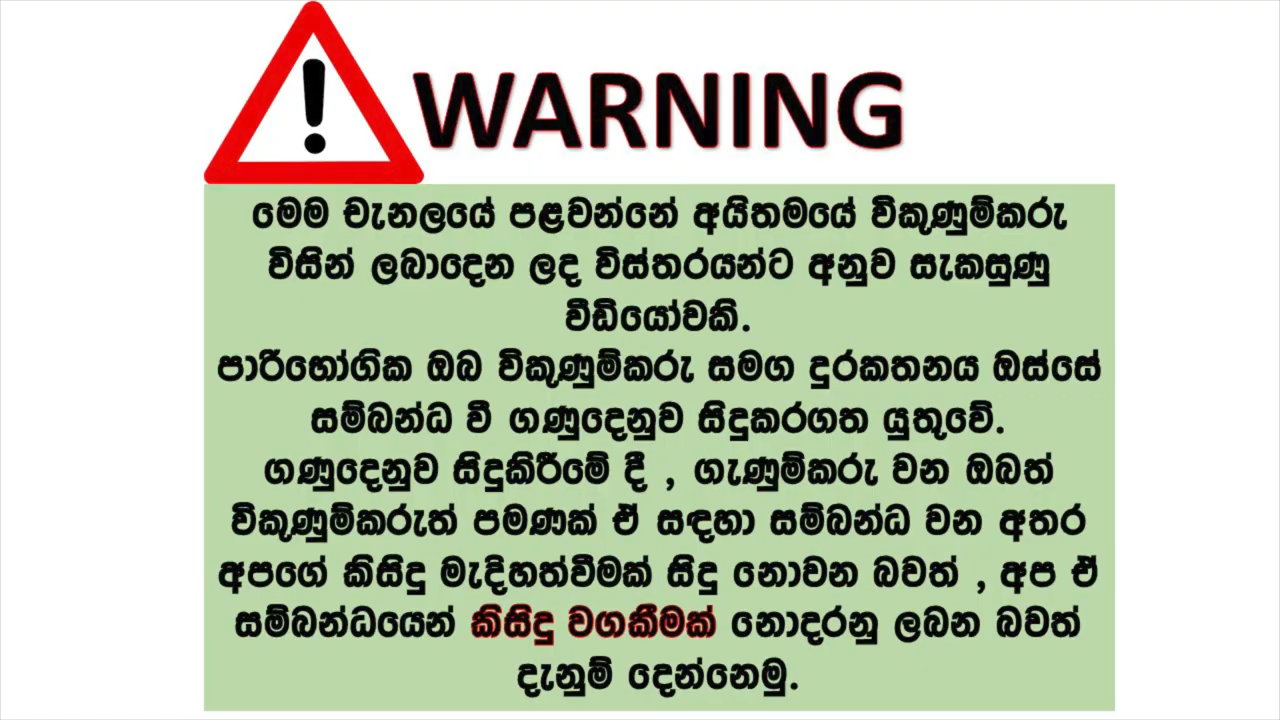 WARNING
මෙම චැනලයේ පළවන්නේ අයිතමයේ විකුණුම්කරු
විසින් ලබාදෙන ලද විස්තරයන්ට අනුව සැකසුණු
වීඩියෝවකි.
පාරිභෝගික ඔබ විකුණුම්කරු සමග දුරකතනය ඔස්සේ
සම්බන්ධ වී ගණුදෙනුව සිදුකරගත යුතුවේ.
ගණුදෙනුව සිදුකිරීමේ දී , ගැණුම්කරු වන ඔබත්
විකුණුම්කරුත් පමණක් ඒ සඳහා සම්බන්ධ වන අතර
අපගේ කිසිදු මැදිහත්වීමක් සිදු නොවන බවත් , අප ඒ
සම්බන්ධයෙන් කිසිදු වගකීමක් නොදරනු ලබන බවත්
දැනුම් දෙන්නෙමු.